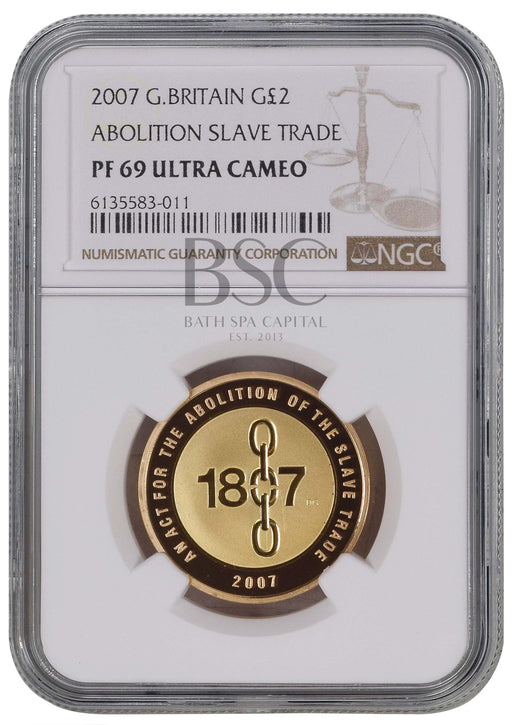 2007 G.BRITAIN G£2
ABOLITION SLAVE TRADE
PF 69 ULTRA CAMEO
6135583-011
NUMISMATIC GUARANTY CORPORATION
NGC®
BSC
BATH SPA CAPITAL
EST. 2013
AN ACT FOR THE ABOLITION OF THE SLAVE TRADE
1807
2007